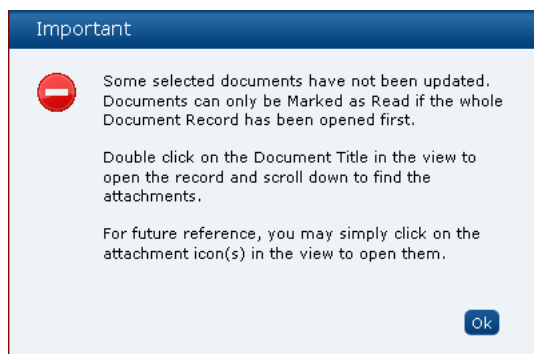 Important
Some selected documents have not been updated.
Documents can only be Marked as Read if the whole
Document Record has been opened first.
Double click on the Document Title in the view to
open the record and scroll down to find the
attachments.
For future reference, you may simply click on the
attachment icon(s) in the view to open them.
Ok